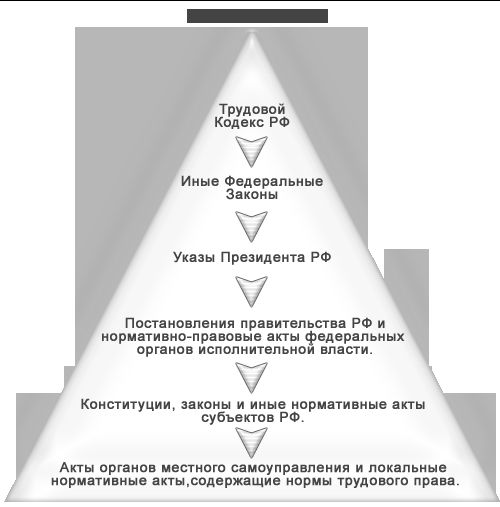 Трудовой
Кодекс РФ
Иные Федеральные
Законы
Указы Президента РФ
Постановления правительства РФ и
нормативно-правовые акты федеральных
органов исполнительной власти.
Конституции, законы и иные нормативные акты
субъектов РФ.
Акты органов местного самоуправления и локальные
нормативные акты,содержащие нормы трудового права.